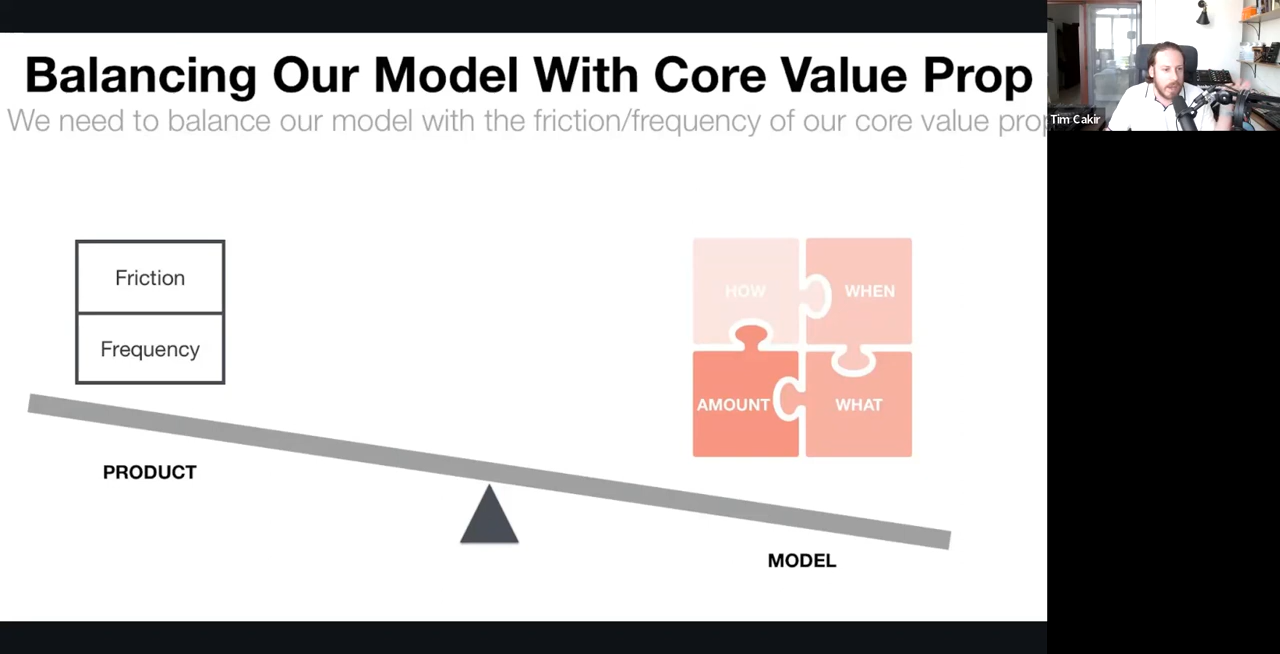 Balancing Our Model With Core Value Prop
We need to balance our model with the friction/frequency of our core value prop
Tim Cakir
Friction
Frequency
HOW
WHEN
AMOUNT
WHAT
PRODUCT
MODEL